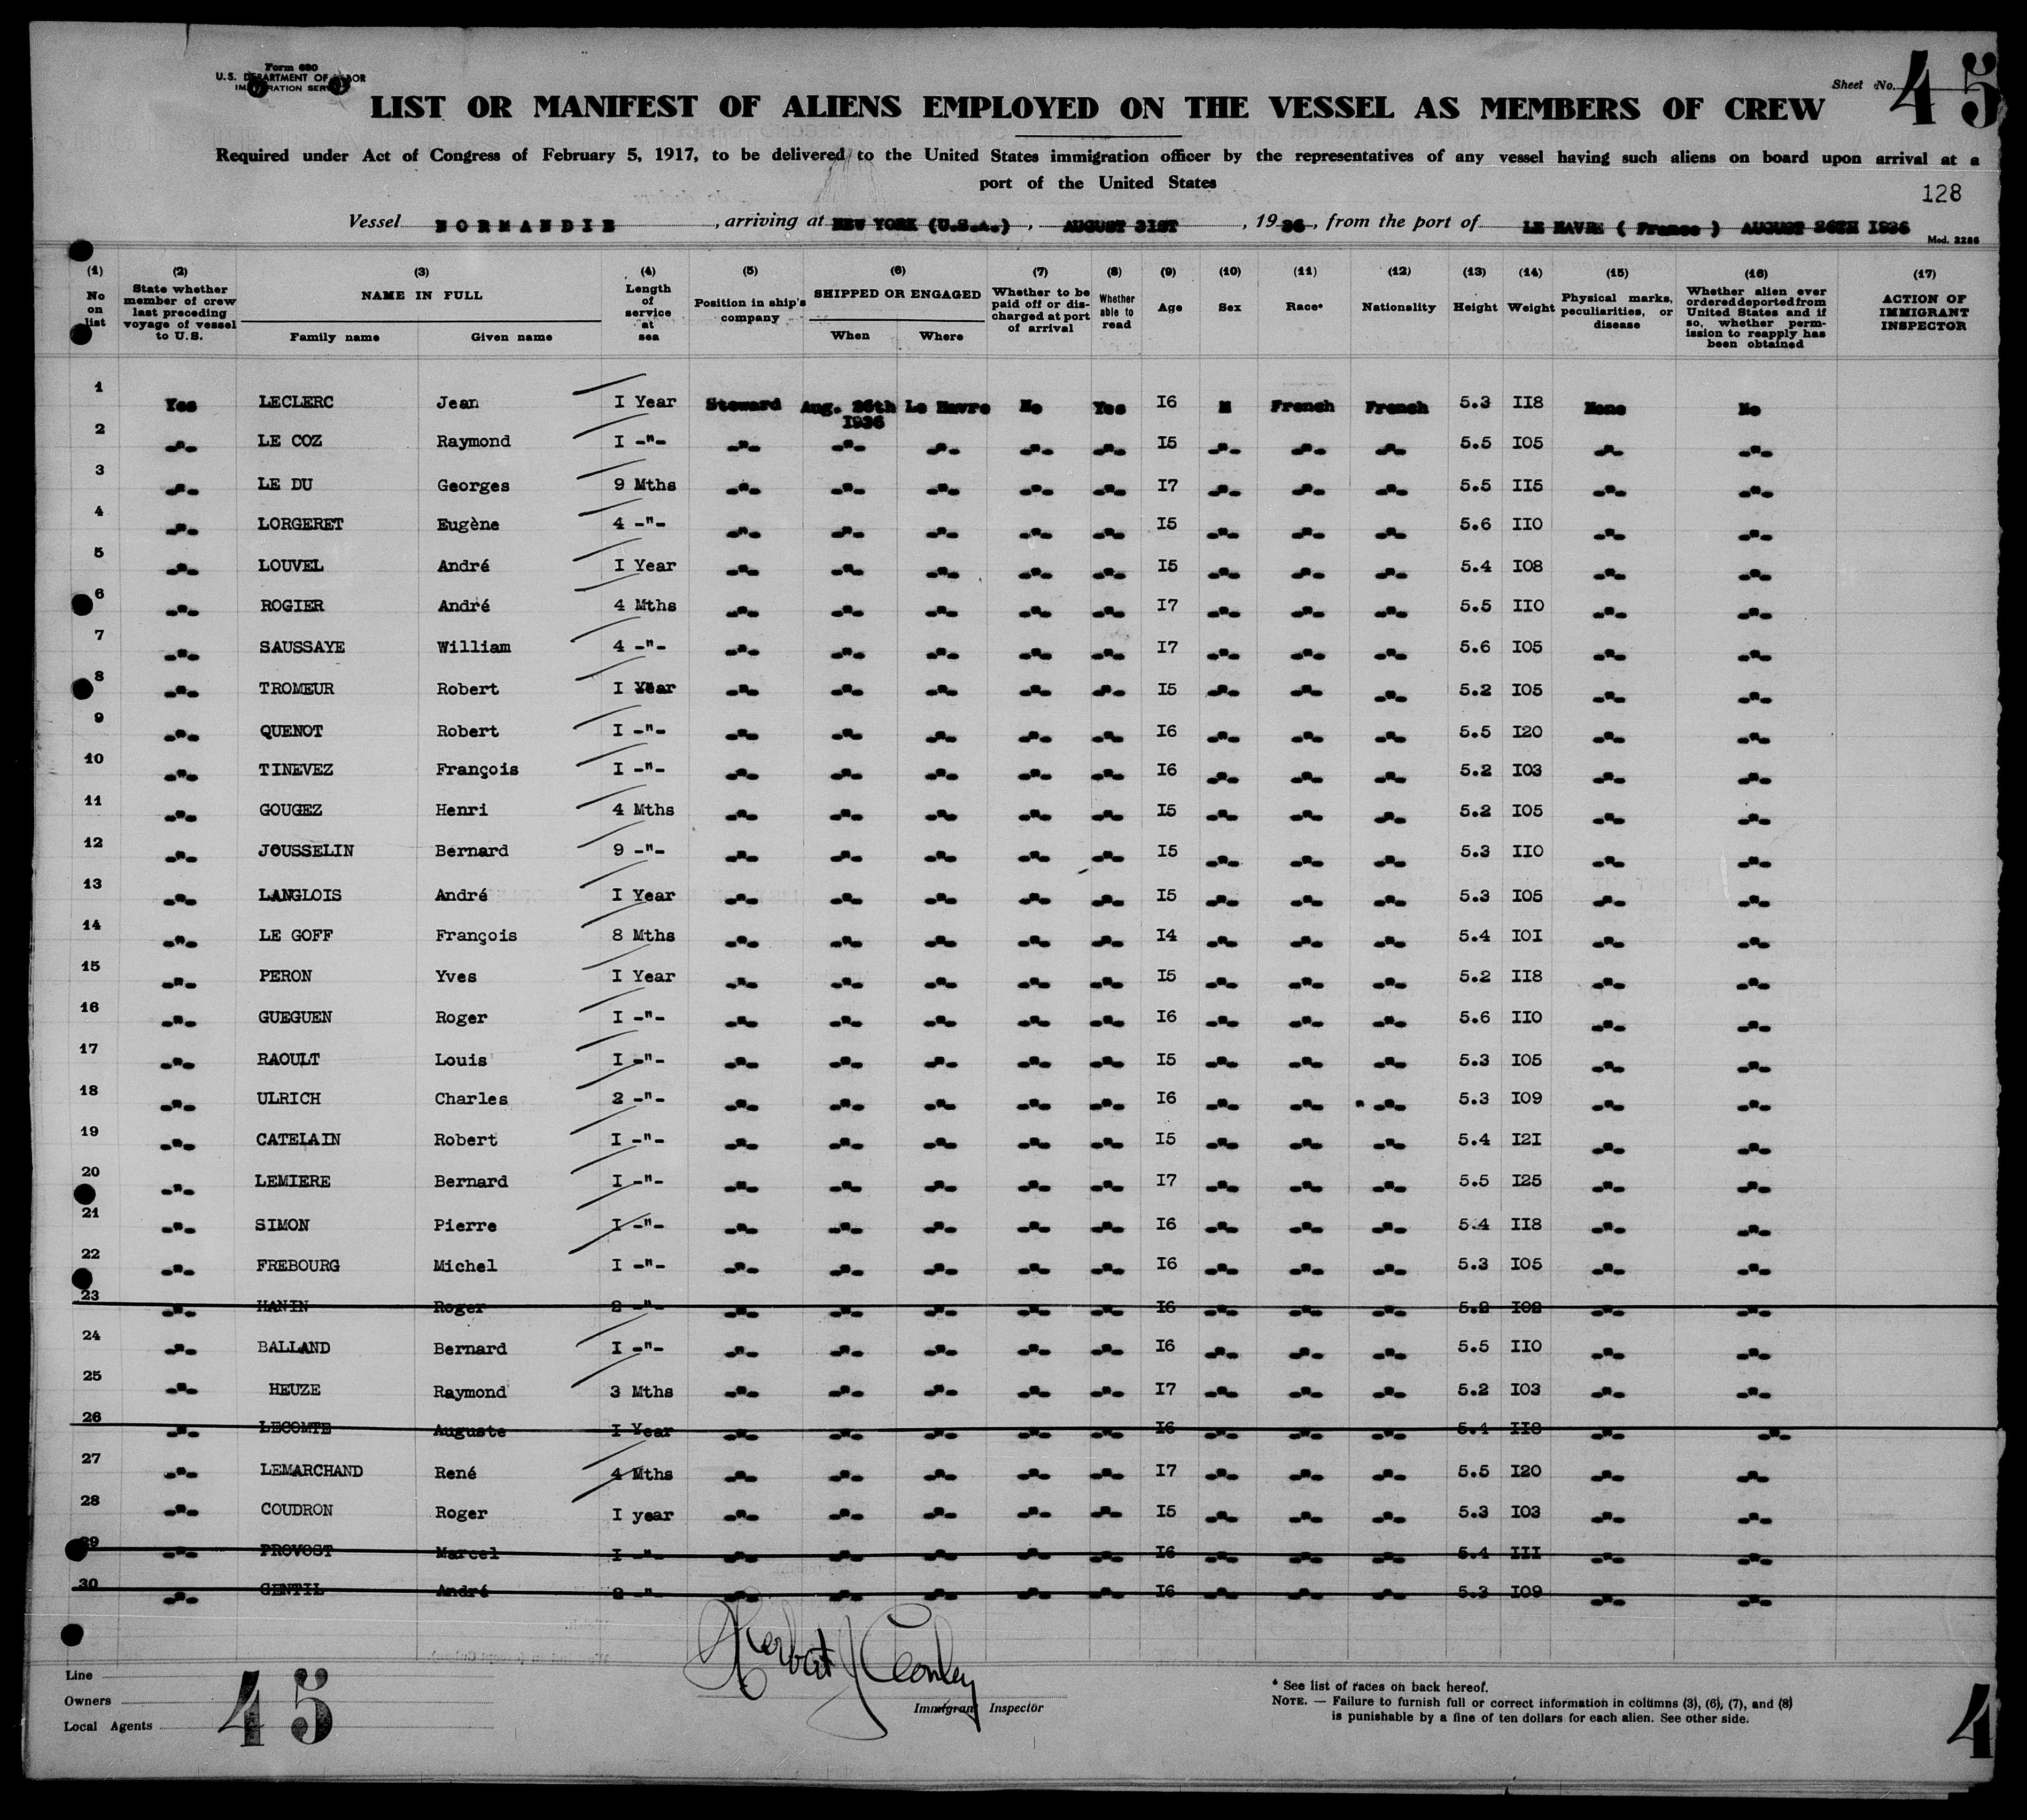 Form 680
U.S. DEPARTMENT OF LABOR
IMMIGRATION SERVICE
Sheet No. 45
LIST OR MANIFEST OF ALIENS EMPLOYED ON THE VESSEL AS MEMBERS OF CREW
Required under Act of Congress of February 5, 1917, to be delivered to the United States immigration officer by the representatives of any vessel having such aliens on board upon arrival at a
port of the United States
128
Vessel NORMANDIE, arriving at NEW YORK (U.S.A.), AUGUST 31ST, 1936, from the port of LE HAVRE ( France ) AUGUST 26TH I936
Mod. 2286
(1) No on list (2) State whether member of crew last preceding voyage of vessel to U.S. (3) NAME IN FULL Family name Given name (4) Length of service at sea (5) Position in ship's company (6) SHIPPED OR ENGAGED When Where (7) Whether to be paid off or discharged at port of arrival (8) Whether able to read (9) Age (10) Sex (11) Race* (12) Nationality (13) Height (14) Weight (15) Physical marks, peculiarities, or disease (16) Whether alien ever ordered deported from United States and if so, whether permission to reapply has been obtained (17) ACTION OF IMMIGRANT INSPECTOR
1 Yes LECLERC Jean I Year Steward Aug. 26th I936 Le Havre No Yes I6 M French French 5.3 II8 None No
2 -"- LE COZ Raymond I -"- -"- -"- -"- -"- -"- I5 -"- -"- -"- 5.5 I05 -"- -"-
3 -"- LE DU Georges 9 Mths -"- -"- -"- -"- -"- I7 -"- -"- -"- 5.5 II5 -"- -"-
4 -"- LORGERET Eugène 4 -"- -"- -"- -"- -"- -"- I5 -"- -"- -"- 5.6 II0 -"- -"-
5 -"- LOUVEL André I Year -"- -"- -"- -"- -"- I5 -"- -"- -"- 5.4 I08 -"- -"-
6 -"- ROGIER André 4 Mths -"- -"- -"- -"- -"- I7 -"- -"- -"- 5.5 II0 -"- -"-
7 -"- SAUSSAYE William 4 -"- -"- -"- -"- -"- -"- I7 -"- -"- -"- 5.6 I05 -"- -"-
8 -"- TROMEUR Robert I Year -"- -"- -"- -"- -"- I5 -"- -"- -"- 5.2 I05 -"- -"-
9 -"- QUENOT Robert I -"- -"- -"- -"- -"- -"- I6 -"- -"- -"- 5.5 I20 -"- -"-
10 -"- TINEVEZ François I -"- -"- -"- -"- -"- -"- I6 -"- -"- -"- 5.2 I03 -"- -"-
11 -"- GOUGEZ Henri 4 Mths -"- -"- -"- -"- -"- I5 -"- -"- -"- 5.2 I05 -"- -"-
12 -"- JOUSSELIN Bernard 9 -"- -"- -"- -"- -"- -"- I5 -"- -"- -"- 5.3 II0 -"- -"-
13 -"- LANGLOIS André I Year -"- -"- -"- -"- -"- I5 -"- -"- -"- 5.3 I05 -"- -"-
14 -"- LE GOFF François 8 Mths -"- -"- -"- -"- -"- I4 -"- -"- -"- 5.4 I0I -"- -"-
15 -"- PERON Yves I Year -"- -"- -"- -"- -"- I5 -"- -"- -"- 5.2 II8 -"- -"-
16 -"- GUEGUEN Roger I -"- -"- -"- -"- -"- -"- I6 -"- -"- -"- 5.6 II0 -"- -"-
17 -"- RAOULT Louis I -"- -"- -"- -"- -"- -"- I5 -"- -"- -"- 5.3 I05 -"- -"-
18 -"- ULRICH Charles 2 -"- -"- -"- -"- -"- -"- I6 -"- -"- -"- 5.3 I09 -"- -"-
19 -"- CATELAIN Robert I -"- -"- -"- -"- -"- -"- I5 -"- -"- -"- 5.4 I2I -"- -"-
20 -"- LEMIERE Bernard I -"- -"- -"- -"- -"- -"- I7 -"- -"- -"- 5.5 I25 -"- -"-
21 -"- SIMON Pierre I -"- -"- -"- -"- -"- -"- I6 -"- -"- -"- 5.4 II8 -"- -"-
22 -"- FREBOURG Michel I -"- -"- -"- -"- -"- -"- I6 -"- -"- -"- 5.3 I05 -"- -"-
23 -"- HANIN Roger 2 -"- -"- -"- -"- -"- -"- I6 -"- -"- -"- 5.2 I02 -"- -"-
24 -"- BALLAND Bernard I -"- -"- -"- -"- -"- -"- I6 -"- -"- -"- 5.5 II0 -"- -"-
25 -"- HEUZE Raymond 3 Mths -"- -"- -"- -"- -"- I7 -"- -"- -"- 5.2 I03 -"- -"-
26 -"- LECOMTE Auguste I Year -"- -"- -"- -"- -"- I6 -"- -"- -"- 5.4 II8 -"- -"-
27 -"- LEMARCHAND René 4 Mths -"- -"- -"- -"- -"- I7 -"- -"- -"- 5.5 I20 -"- -"-
28 -"- COUDRON Roger I year -"- -"- -"- -"- -"- I5 -"- -"- -"- 5.3 I03 -"- -"-
29 -"- PROVOST Marcel I -"- -"- -"- -"- -"- -"- I6 -"- -"- -"- 5.4 III -"- -"-
30 -"- GENTIL André 2 -"- -"- -"- -"- -"- -"- I6 -"- -"- -"- 5.3 I09 -"- -"-
Herbert J Conley
Immigrant Inspector
Line
Owners
Local Agents
45
* See list of races on back hereof.
NOTE. — Failure to furnish full or correct information in columns (3), (6), (7), and (8)
is punishable by a fine of ten dollars for each alien. See other side.
4